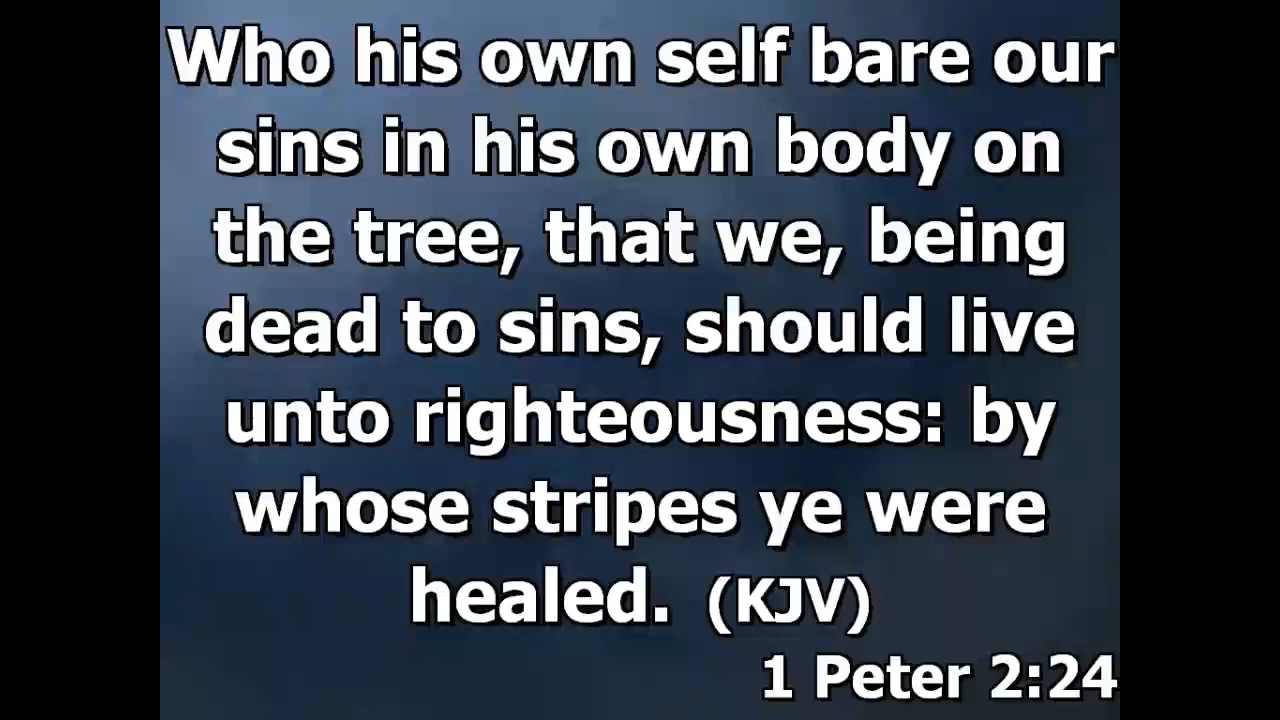 Who his own self bare our
sins in his own body on
the tree, that we, being
dead to sins, should live
unto righteousness: by
whose stripes ye were
healed. (KJV)
1 Peter 2:24